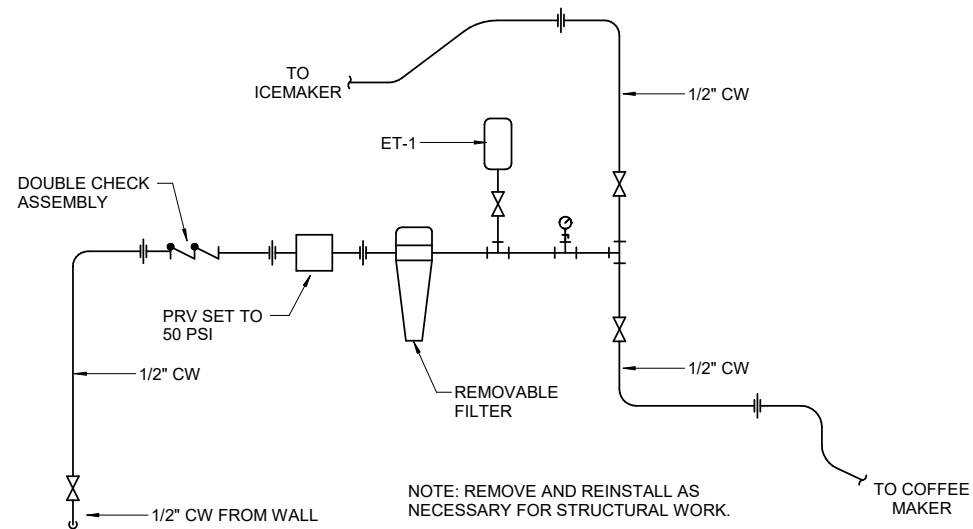 TO
ICEMAKER
1/2" CW
ET-1
DOUBLE CHECK
ASSEMBLY
PRV SET TO
50 PSI
1/2" CW
1/2" CW
REMOVABLE
FILTER
TO COFFEE
MAKER
NOTE: REMOVE AND REINSTALL AS
NECESSARY FOR STRUCTURAL WORK.
1/2" CW FROM WALL